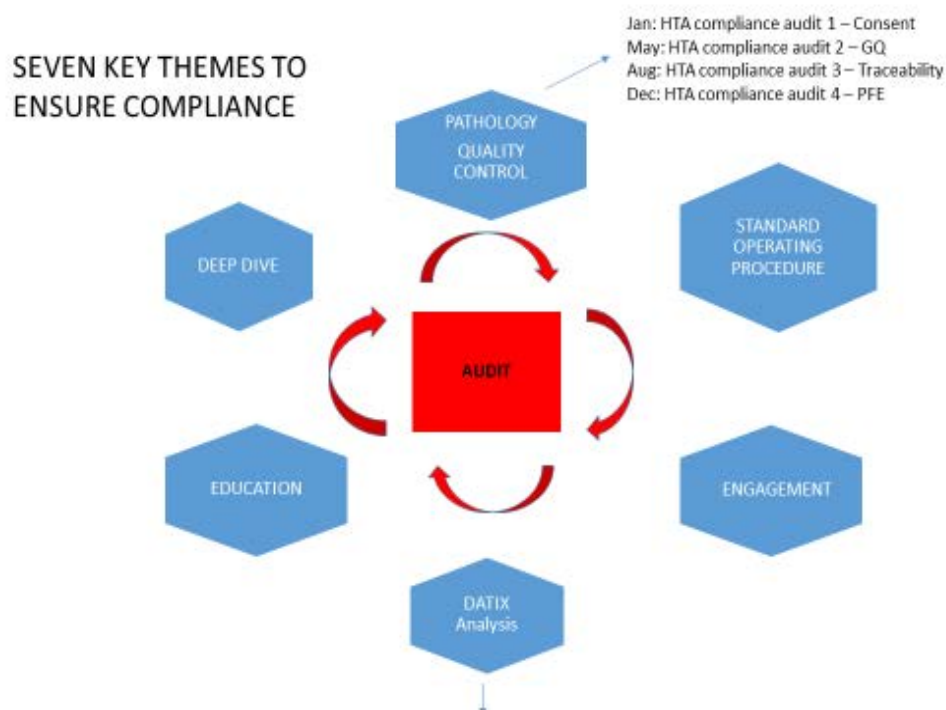 SEVEN KEY THEMES TO
ENSURE COMPLIANCE
Jan: HTA compliance audit 1 – Consent
May: HTA compliance audit 2 – GQ
Aug: HTA compliance audit 3 – Traceability
Dec: HTA compliance audit 4 – PFE
PATHOLOGY
QUALITY
CONTROL
STANDARD
OPERATING
PROCEDURE
DEEP DIVE
AUDIT
EDUCATION
ENGAGEMENT
DATIX
Analysis